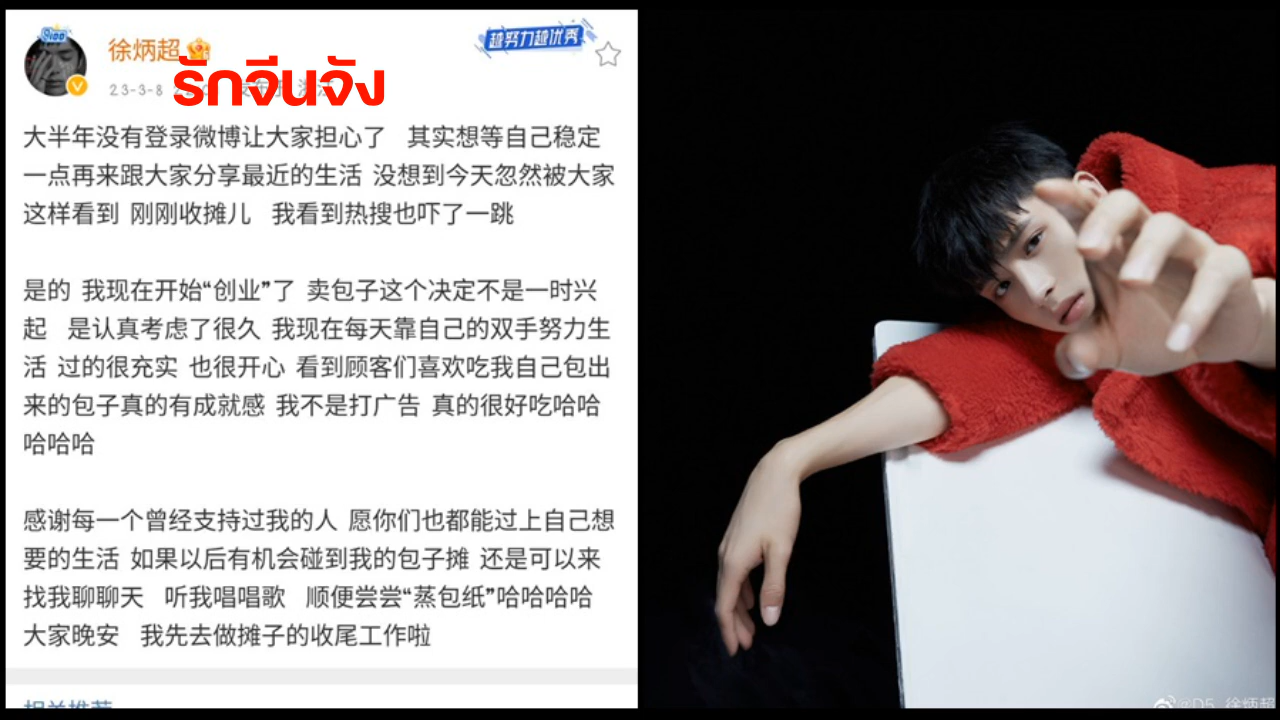 越努力越优秀
徐炳超
รักจีนจัง
23-3-8
大半年没有登录微博让大家担心了 其实想等自己稳定
一点再来跟大家分享最近的生活 没想到今天忽然被大家
这样看到 刚刚收摊儿 我看到热搜也吓了一跳
是的 我现在开始“创业”了 卖包子这个决定不是一时兴
起 是认真考虑了很久 我现在每天靠自己的双手努力生
活 过的很充实 也很开心 看到顾客们喜欢吃我自己包出
来的包子真的有成就感 我不是打广告 真的很好吃哈哈
哈哈哈
感谢每一个曾经支持过我的人 愿你们也都能过上自己想
要的生活 如果以后有机会碰到我的包子摊 还是可以来
找我聊聊天 听我唱唱歌 顺便尝尝“蒸包纸”哈哈哈哈
大家晚安 我先去做摊子的收尾工作啦
相关推荐
@D5_徐炳超